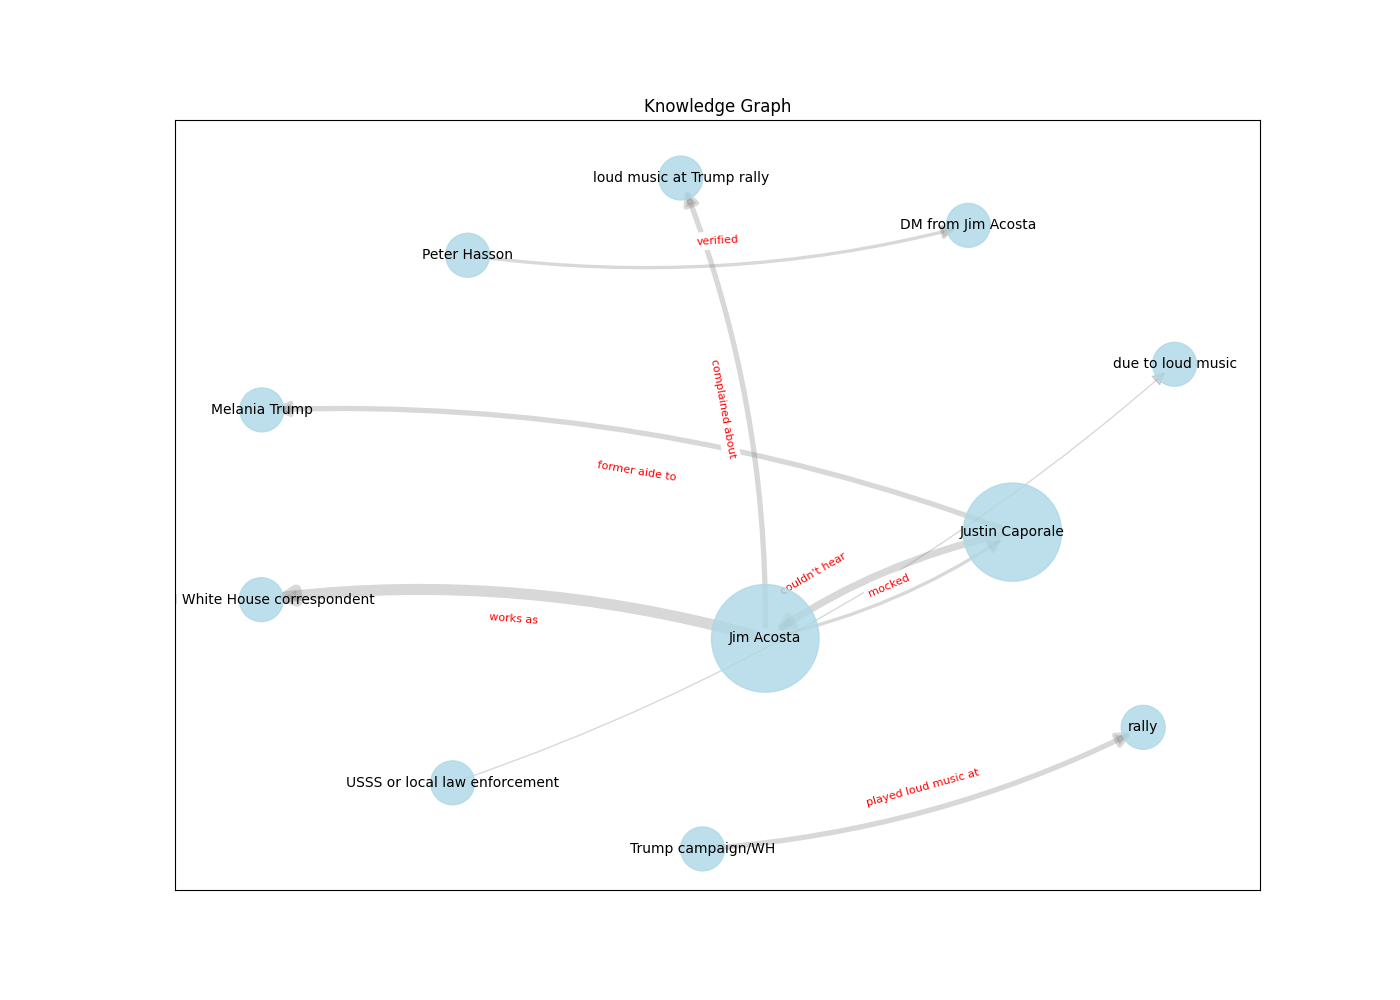 Knowledge Graph
loud music at Trump rally
DM from Jim Acosta
verified
Peter Hasson
due to loud music
complained about
Melania Trump
former aide to
Justin Caporale
ouldn't hear
mocked
White House correspondent
works as
Jim Acosta
rally
USSS or local law enforcement
played loud music at
Trump campaign/WH